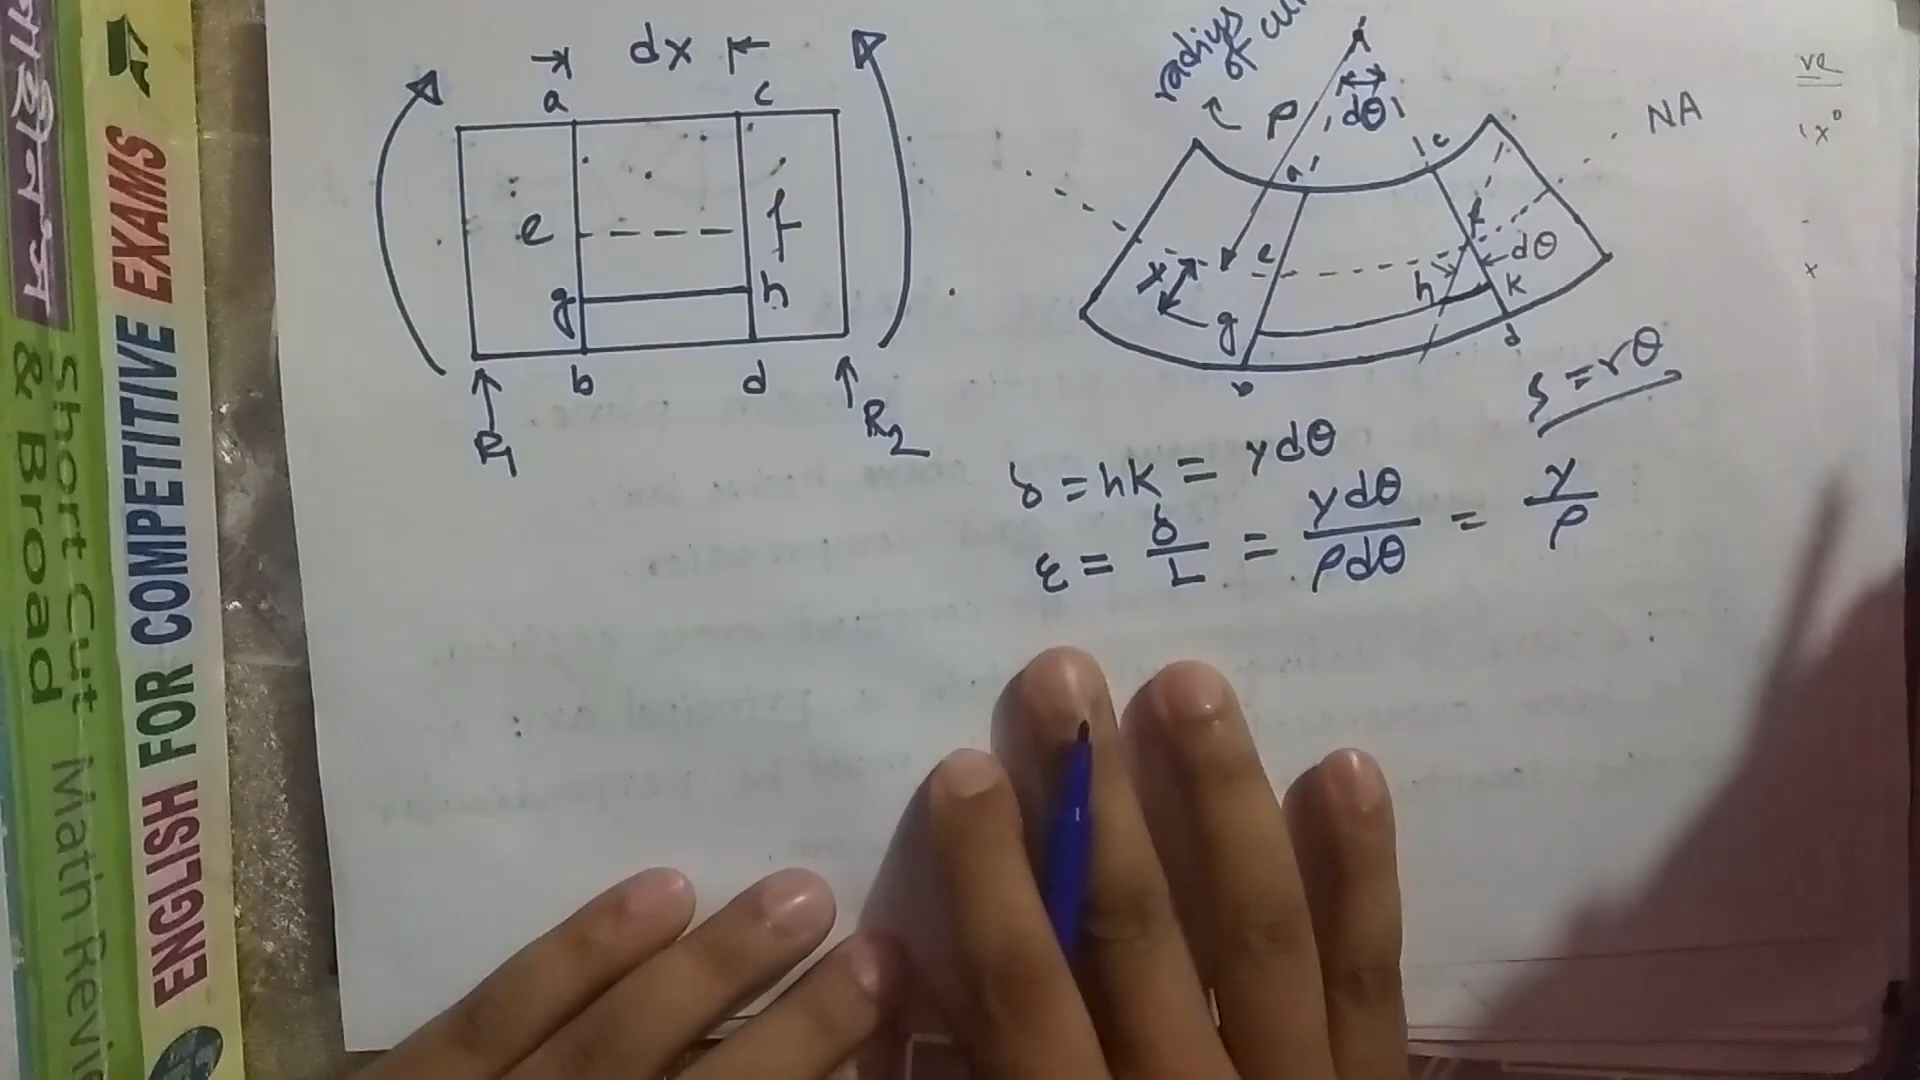 dx
a
c
e
f
g
h
b
d
R1
R2
radius
of
ρ
dθ
NA
a'
c'
e
f
dθ
h
k
g
y
b
d
s = rθ
δ = hk = ydθ
ε = δ/L = ydθ/ρdθ = y/ρ
ve
ENGLISH FOR COMPETITIVE EXAMS
Short Cut Math Revi
& Broad